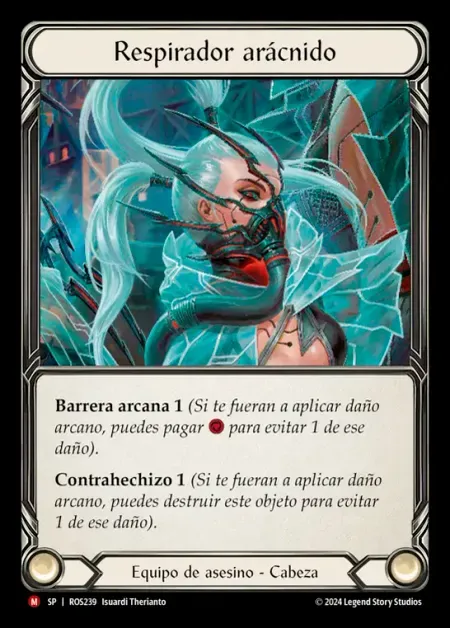 Respirador arácnido
Barrera arcana 1 (Si te fueran a aplicar daño
arcano, puedes pagar para evitar 1 de ese
daño).
Contrahechizo 1 (Si te fueran a aplicar daño
arcano, puedes destruir este objeto para evitar
1 de ese daño).
Equipo de asesino - Cabeza
M SP | ROS239 Isuardi Therianto
© 2024 Legend Story Studios